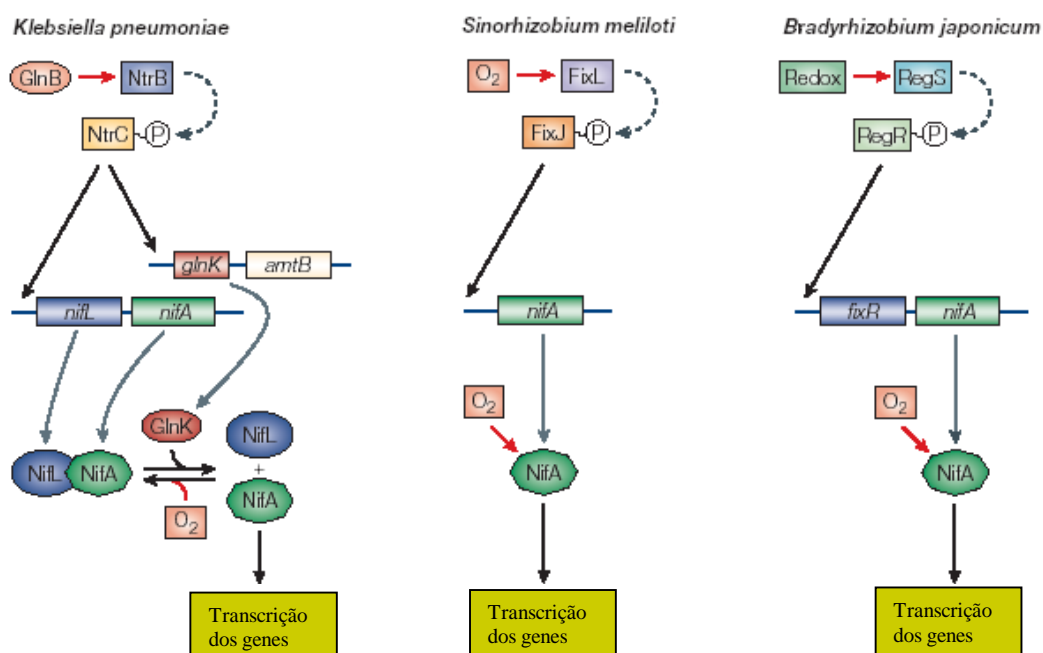 Klebsiella pneumoniae
GlnB
NtrB
NtrC
P
glnK
amtB
nifL
nifA
GlnK
NifL
NifL
NifA
+
NifA
O2
Transcrição
dos genes
Sinorhizobium meliloti
O2
FixL
FixJ
P
nifA
O2
NifA
Transcrição
dos genes
Bradyrhizobium japonicum
Redox
RegS
RegR
P
fixR
nifA
O2
NifA
Transcrição
dos genes